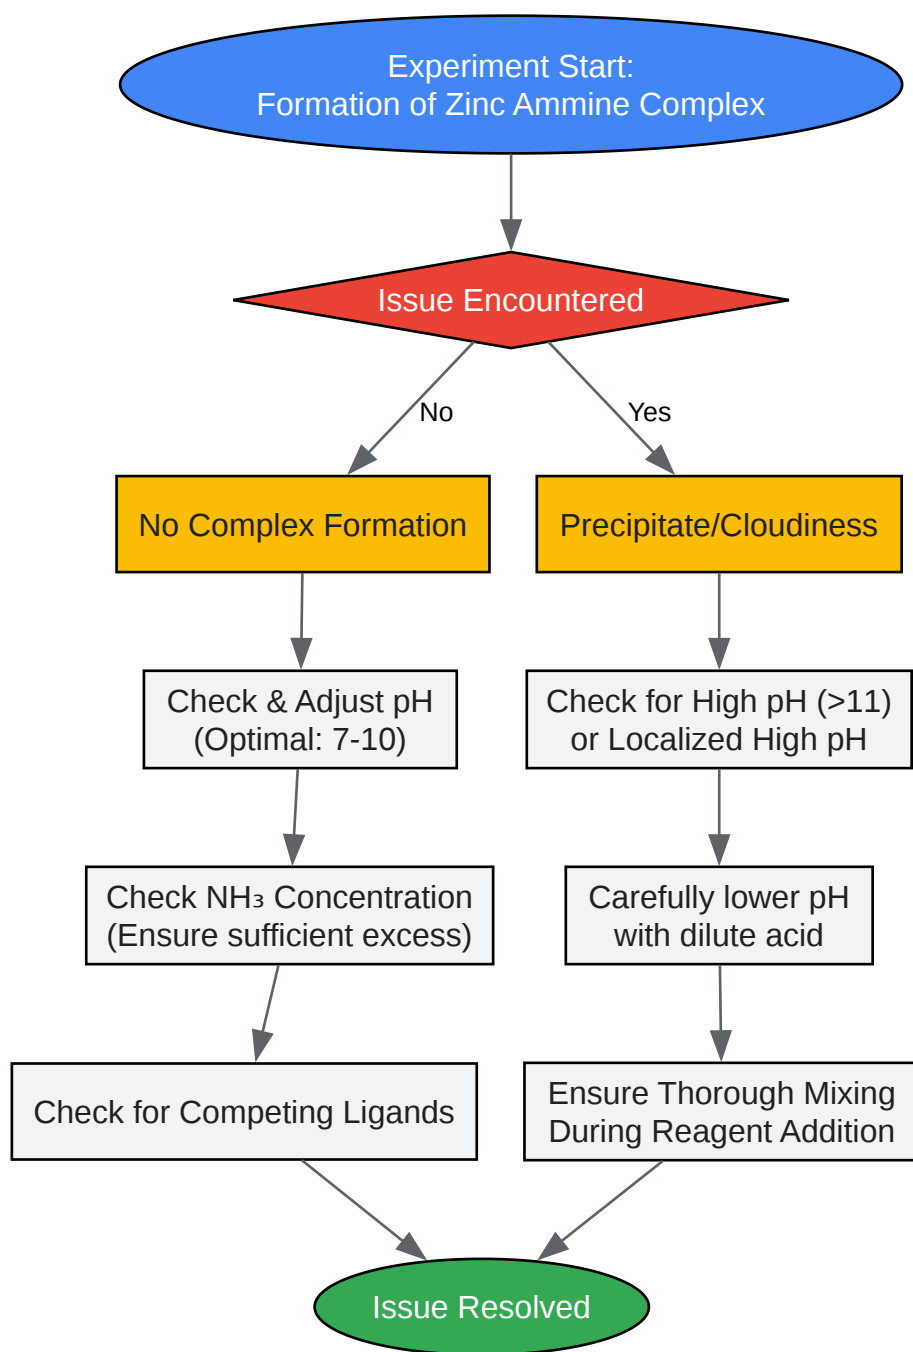 Experiment Start:
Formation of Zinc Ammine Complex
Issue Encountered
No
Yes
No Complex Formation
Precipitate/Cloudiness
Check & Adjust pH
(Optimal: 7-10)
Check for High pH (>11)
or Localized High pH
Check NH₃ Concentration
(Ensure sufficient excess)
Carefully lower pH
with dilute acid
Check for Competing Ligands
Ensure Thorough Mixing
During Reagent Addition
Issue Resolved